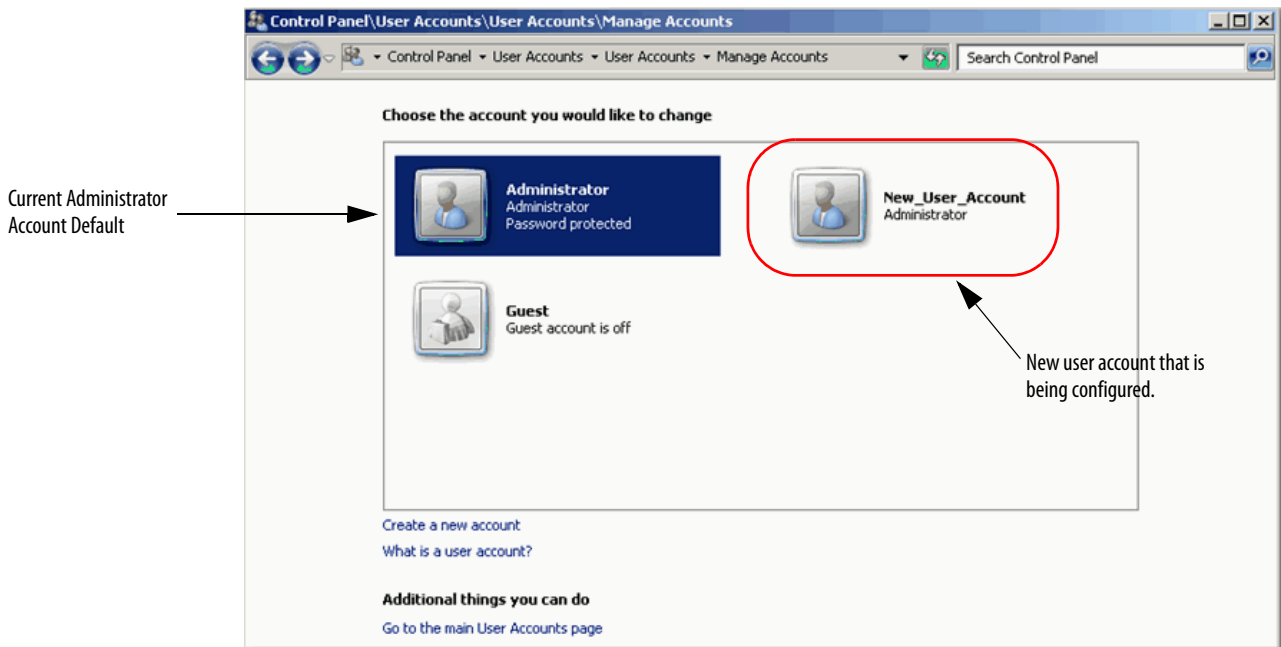 Control Panel\User Accounts\User Accounts\Manage Accounts
Control Panel User Accounts User Accounts Manage Accounts
Search Control Panel
Choose the account you would like to change
Current Administrator
Account Default
Administrator
Administrator
Password protected
New_User_Account
Administrator
Guest
Guest account is off
New user account that is
being configured.
Create a new account
What is a user account?
Additional things you can do
Go to the main User Accounts page